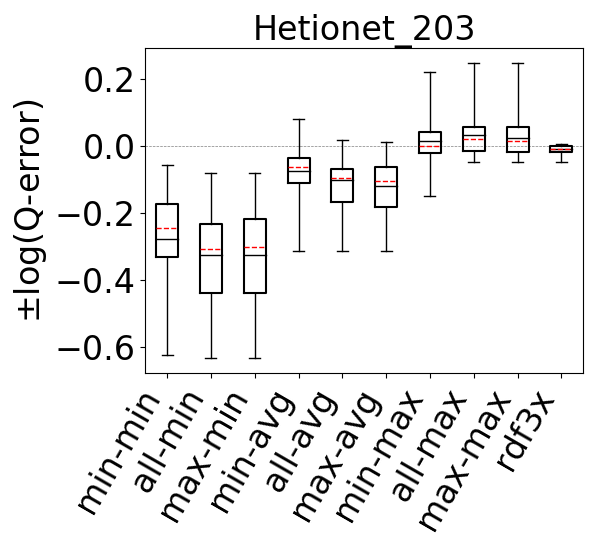 Hetionet_203
±log(Q-error)
0.2
0.0
−0.2
−0.4
−0.6
min-min
all-min
max-min
min-avg
all-avg
max-avg
min-max
all-max
max-max
rdf3x